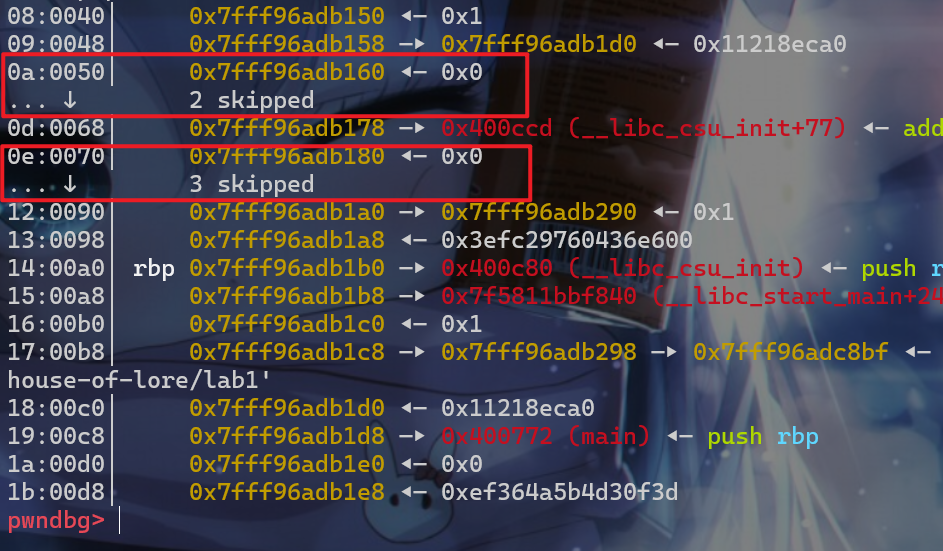 08:0040│ 0x7fff96adb150 ◂— 0x1
09:0048│ 0x7fff96adb158 —▸ 0x7fff96adb1d0 ◂— 0x11218eca0
0a:0050│ 0x7fff96adb160 ◂— 0x0
... ↓ 2 skipped
0d:0068│ 0x7fff96adb178 —▸ 0x400ccd (__libc_csu_init+77) ◂— add
0e:0070│ 0x7fff96adb180 ◂— 0x0
... ↓ 3 skipped
12:0090│ 0x7fff96adb1a0 —▸ 0x7fff96adb290 ◂— 0x1
13:0098│ 0x7fff96adb1a8 ◂— 0x3efc29760436e600
14:00a0│ rbp 0x7fff96adb1b0 —▸ 0x400c80 (__libc_csu_init) ◂— push r
15:00a8│ 0x7fff96adb1b8 —▸ 0x7f5811bbf840 (__libc_start_main+24
16:00b0│ 0x7fff96adb1c0 ◂— 0x1
17:00b8│ 0x7fff96adb1c8 —▸ 0x7fff96adb298 —▸ 0x7fff96adc8bf ◂—
house-of-lore/lab1'
18:00c0│ 0x7fff96adb1d0 ◂— 0x11218eca0
19:00c8│ 0x7fff96adb1d8 —▸ 0x400772 (main) ◂— push rbp
1a:00d0│ 0x7fff96adb1e0 ◂— 0x0
1b:00d8│ 0x7fff96adb1e8 ◂— 0xef364a5b4d30f3d
pwndbg>